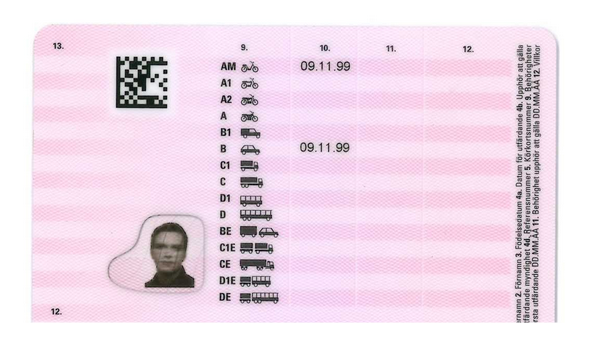 13. 9. 10. 11. 12.
AM 09.11.99
A1
A2
A
B1
B 09.11.99
C1
C
D1
D
BE
C1E
CE
D1E
DE
12.
rnamn 2. Förnamn 3. Födelsedatum 4a. Datum för utfärdande 4b. Upphör att gälla
tfärdande myndighet 4d. Referensnummer 5. Körkortsnummer 9. Behörigheter
rsta utfärdande DD.MM.ÅÅ 11. Behörighet upphör att gälla DD.MM.ÅÅ 12. Villkor